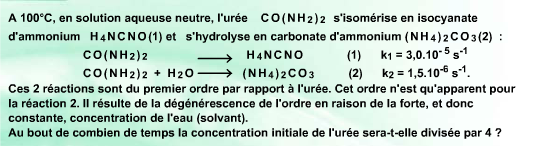 A 100°C, en solution aqueuse neutre, l'urée CO(NH2)2 s'isomérise en isocyanate
d'ammonium H4NCNO(1) et s'hydrolyse en carbonate d'ammonium (NH4)2CO3(2) :
CO(NH2)2 ⟶ H4NCNO (1) k1 = 3,0.10-5 s-1
CO(NH2)2 + H2O ⟶ (NH4)2CO3 (2) k2 = 1,5.10-6 s-1.
Ces 2 réactions sont du premier ordre par rapport à l'urée. Cet ordre n'est qu'apparent pour
la réaction 2. Il résulte de la dégénérescence de l'ordre en raison de la forte, et donc
constante, concentration de l'eau (solvant).
Au bout de combien de temps la concentration initiale de l'urée sera-t-elle divisée par 4 ?